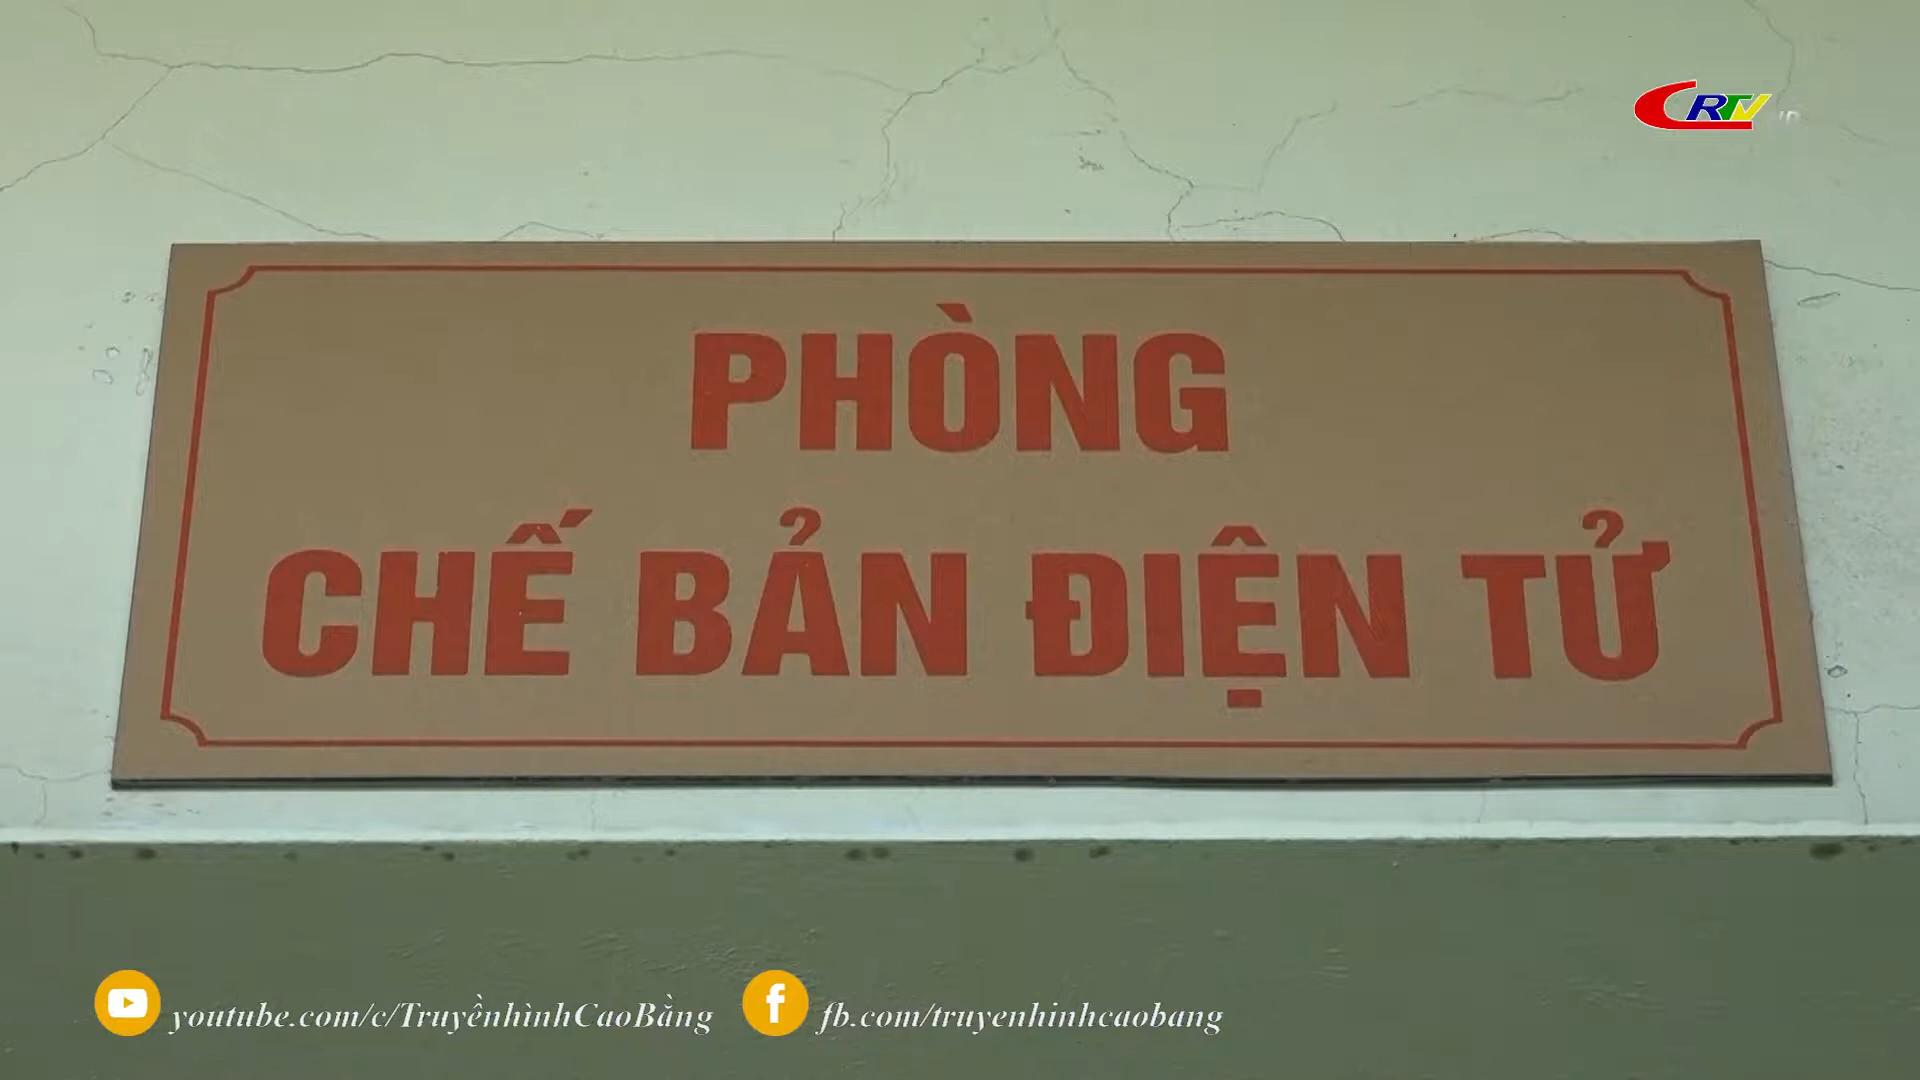 CRTV
PHÒNG
CHẾ BẢN ĐIỆN TỬ
youtube.com/c/TruyềnhìnhCaoBằng
fb.com/truyenhinhcaobang